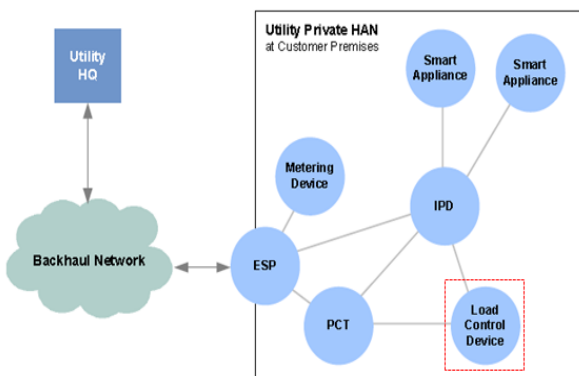 Utility Private HAN
at Customer Premises
Utility
HQ
Smart
Appliance
Smart
Appliance
Metering
Device
IPD
Backhaul Network
ESP
PCT
Load
Control
Device